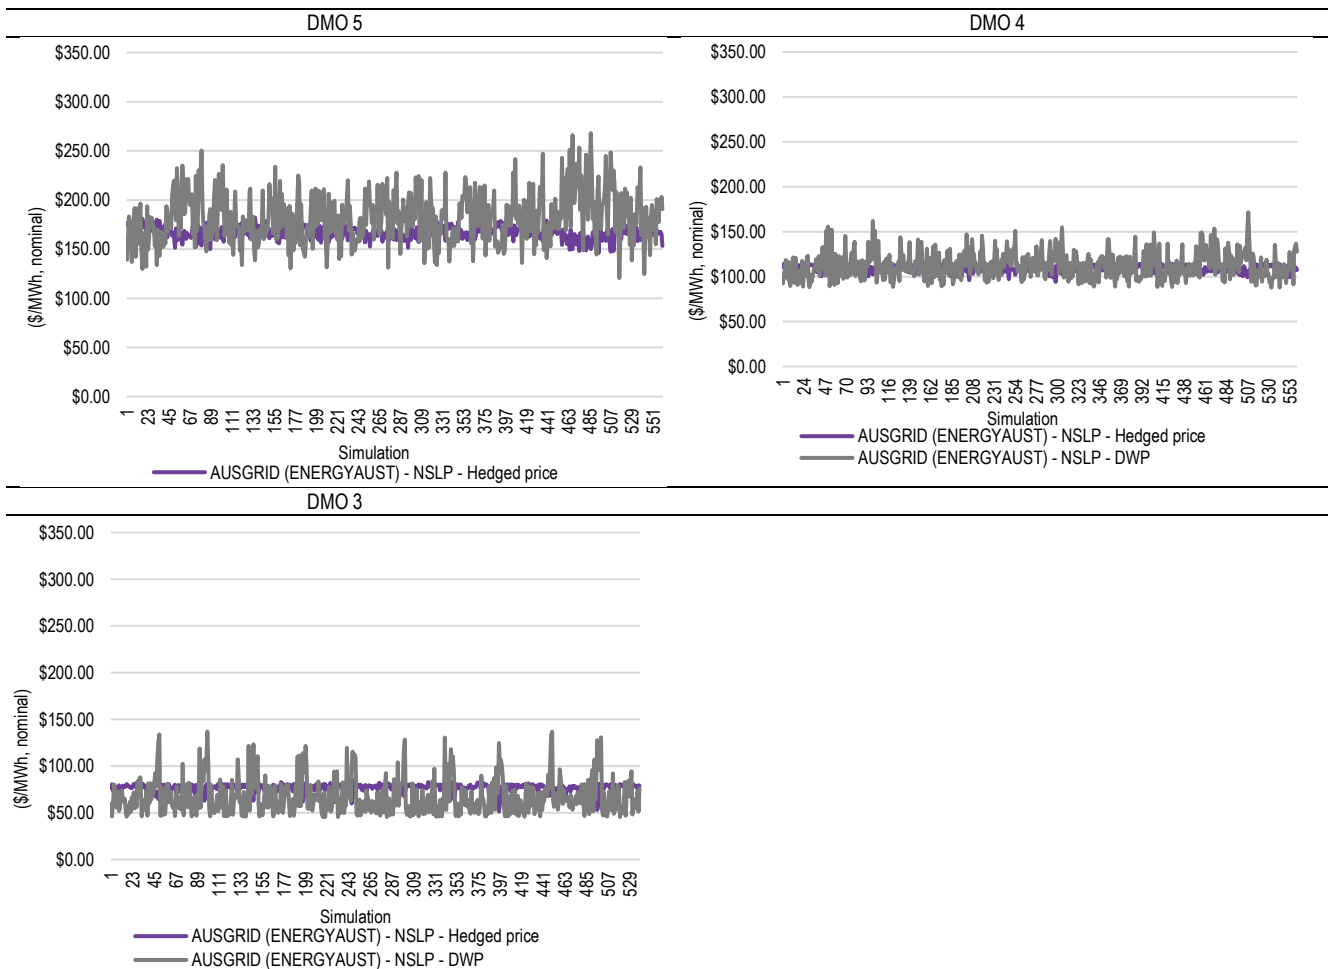 DMO 5
DMO 4
$350.00
$300.00
$250.00
$200.00
$150.00
$100.00
$50.00
$0.00
($/MWh, nominal)
1 23 45 67 89 111 133 155 177 199 221 243 265 287 309 331 353 375 397 419 441 463 485 507 529 551
Simulation
AUSGRID (ENERGYAUST) - NSLP - Hedged price
$350.00
$300.00
$250.00
$200.00
$150.00
$100.00
$50.00
$0.00
($/MWh, nominal)
1 24 47 70 93 116 139 162 185 208 231 254 277 300 323 346 369 392 415 438 461 484 507 530 553
Simulation
AUSGRID (ENERGYAUST) - NSLP - Hedged price
AUSGRID (ENERGYAUST) - NSLP - DWP
DMO 3
$350.00
$300.00
$250.00
$200.00
$150.00
$100.00
$50.00
$0.00
($/MWh, nominal)
1 23 45 67 89 111 133 155 177 199 221 243 265 287 309 331 353 375 397 419 441 463 485 507 529
Simulation
AUSGRID (ENERGYAUST) - NSLP - Hedged price
AUSGRID (ENERGYAUST) - NSLP - DWP